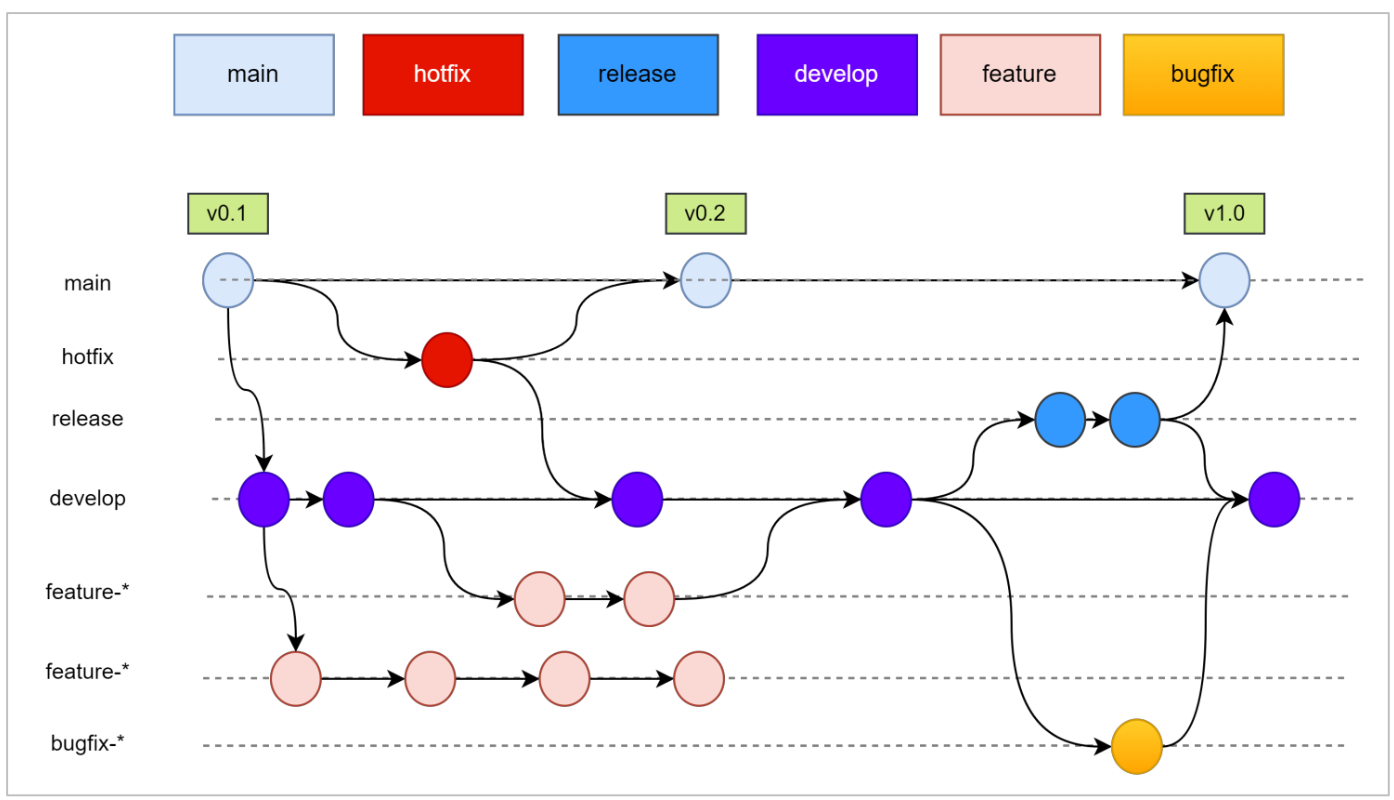 main
hotfix
release
develop
feature
bugfix
v0.1
v0.2
v1.0
main
hotfix
release
develop
feature-*
feature-*
bugfix-*